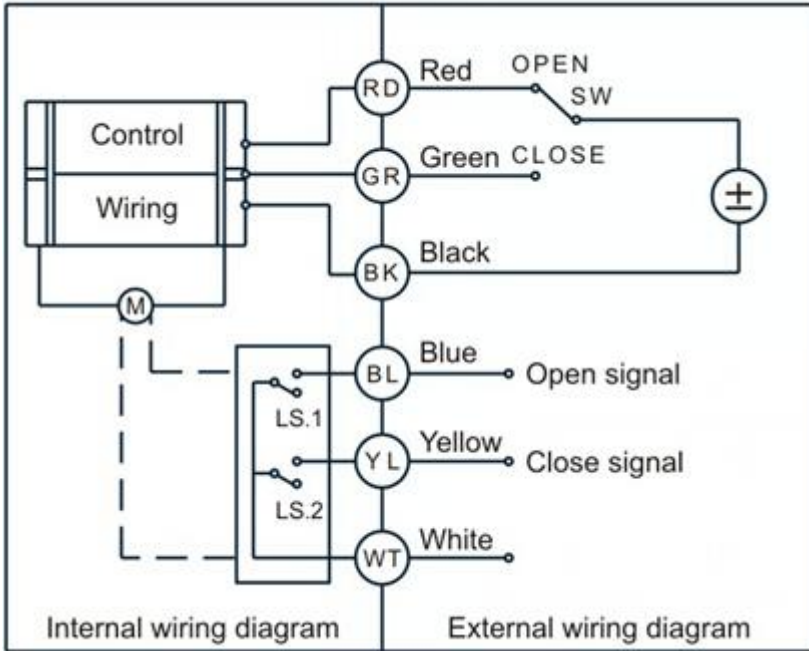 RD Red OPEN
SW
Control
GR Green CLOSE
Wiring
±
BK Black
M
BL Blue Open signal
LS.1
YL Yellow Close signal
LS.2
WT White
Internal wiring diagram External wiring diagram